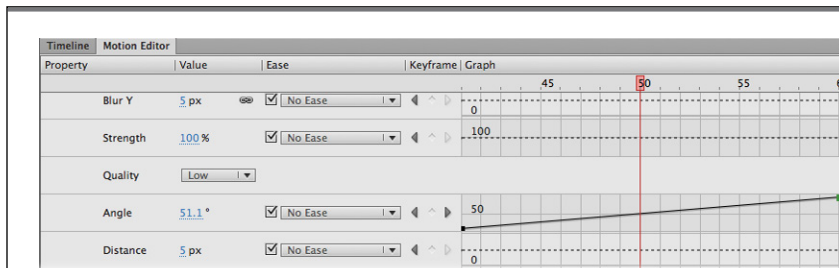 Timeline Motion Editor
Property Value Ease Keyframe Graph
45 50 55 6
Blur Y 5 px No Ease 0
Strength 100 % No Ease 100
Quality Low
Angle 51.1 ° No Ease 50
Distance 5 px No Ease 0